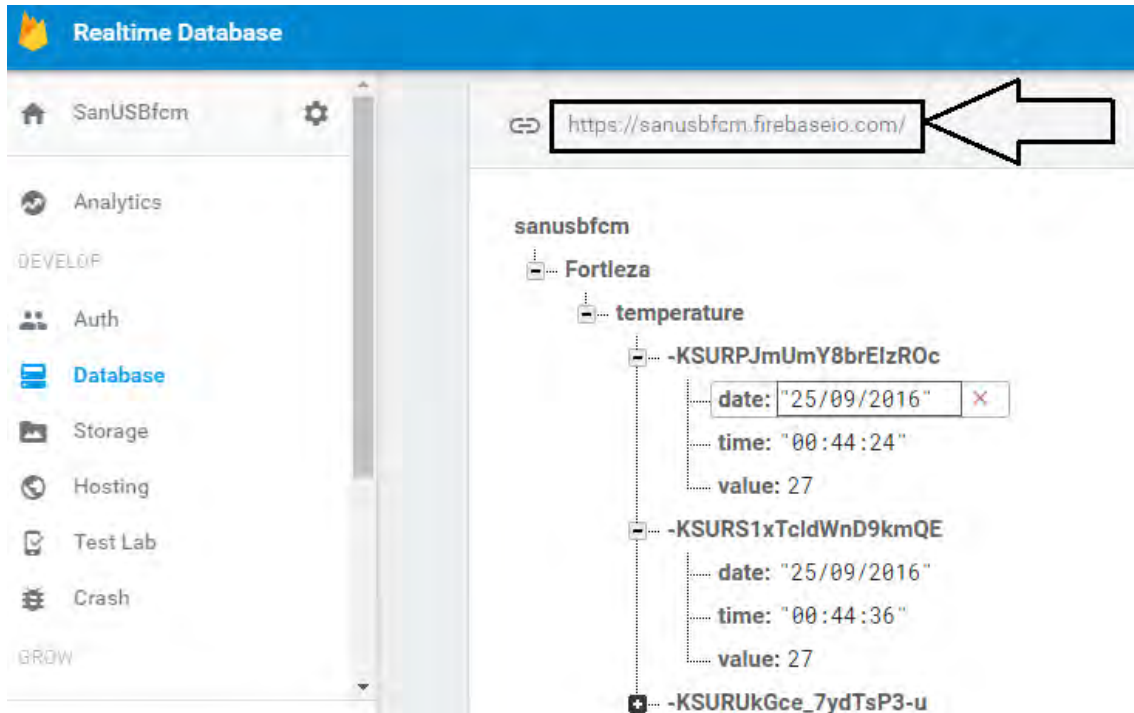 Realtime Database
SanUSBfcm
Analytics
DEVELOP
Auth
Database
Storage
Hosting
Test Lab
Crash
GROW
https://sanusbfcm.firebaseio.com/
sanusbfcm
Fortleza
temperature
-KSURPJmUmY8brEIzROc
date: "25/09/2016"
time: "00:44:24"
value: 27
-KSURS1xTcIdWnD9kmQE
date: "25/09/2016"
time: "00:44:36"
value: 27
-KSURUkGce_7ydTsP3-u